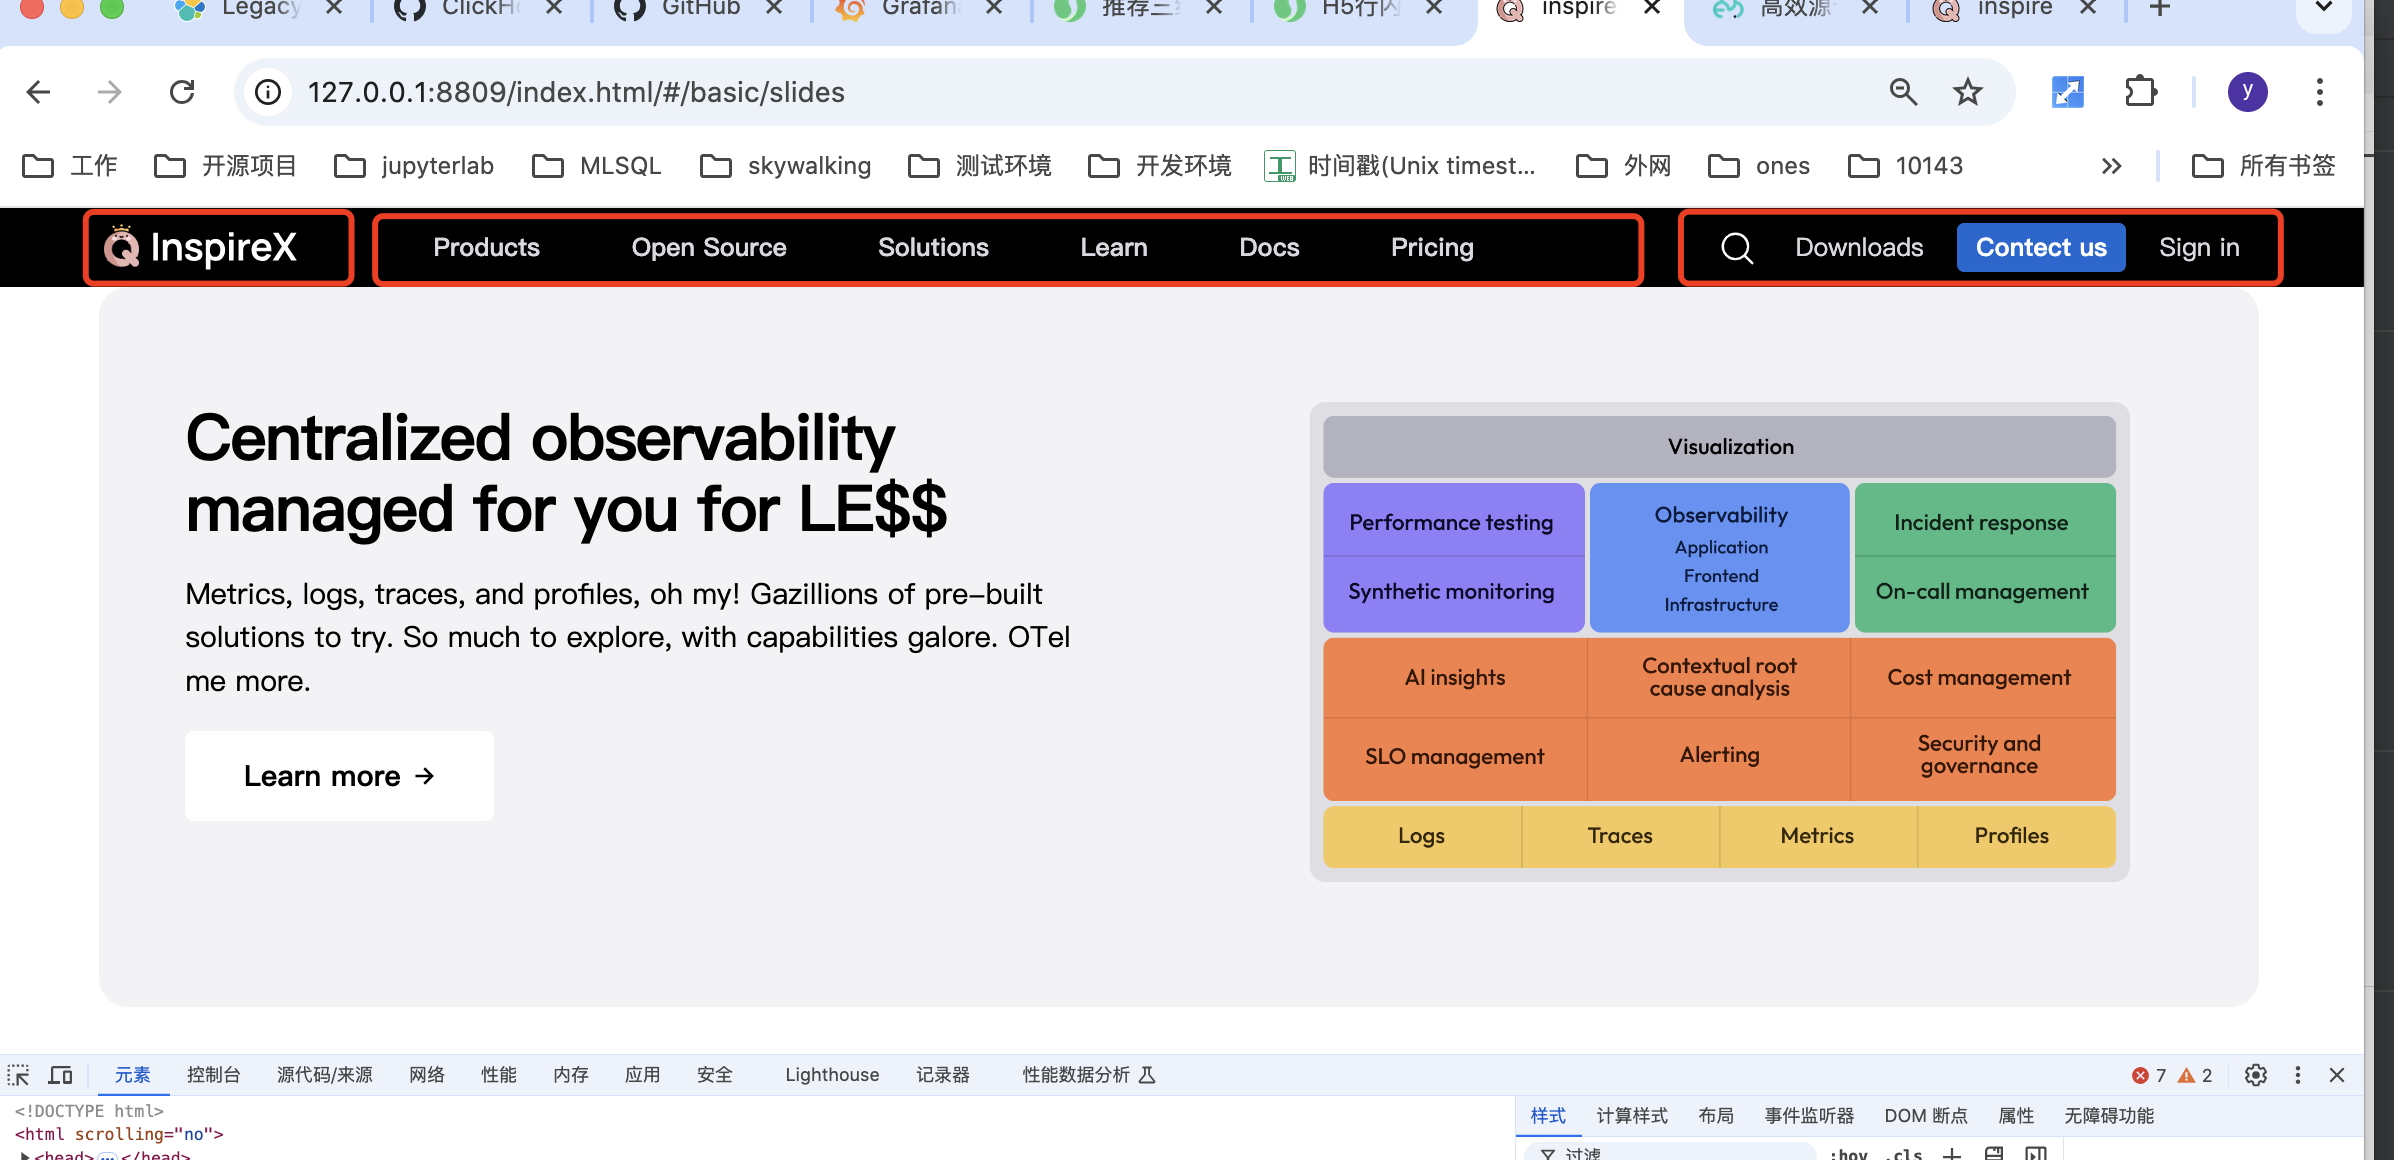 Legacy
ClickHo
GitHub
Grafan
推荐三
H5行内
inspire
高效源
inspire
127.0.0.1:8809/index.html/#/basic/slides
y
工作
开源项目
jupyterlab
MLSQL
skywalking
测试环境
开发环境
时间戳(Unix timest...
外网
ones
10143
所有书签
InspireX
Products
Open Source
Solutions
Learn
Docs
Pricing
Downloads
Contect us
Sign in
Centralized observability
managed for you for LE$$
Metrics, logs, traces, and profiles, oh my! Gazillions of pre-built
solutions to try. So much to explore, with capabilities galore. OTel
me more.
Learn more →
Visualization
Performance testing
Synthetic monitoring
Observability
Application
Frontend
Infrastructure
Incident response
On-call management
AI insights
Contextual root
cause analysis
Cost management
SLO management
Alerting
Security and
governance
Logs
Traces
Metrics
Profiles
元素
控制台
源代码/来源
网络
性能
内存
应用
安全
Lighthouse
记录器
性能数据分析
7
2
<!DOCTYPE html>
<html scrolling="no">
<head> … </head>
样式
计算样式
布局
事件监听器
DOM 断点
属性
无障碍功能
过滤
:hov
.cls